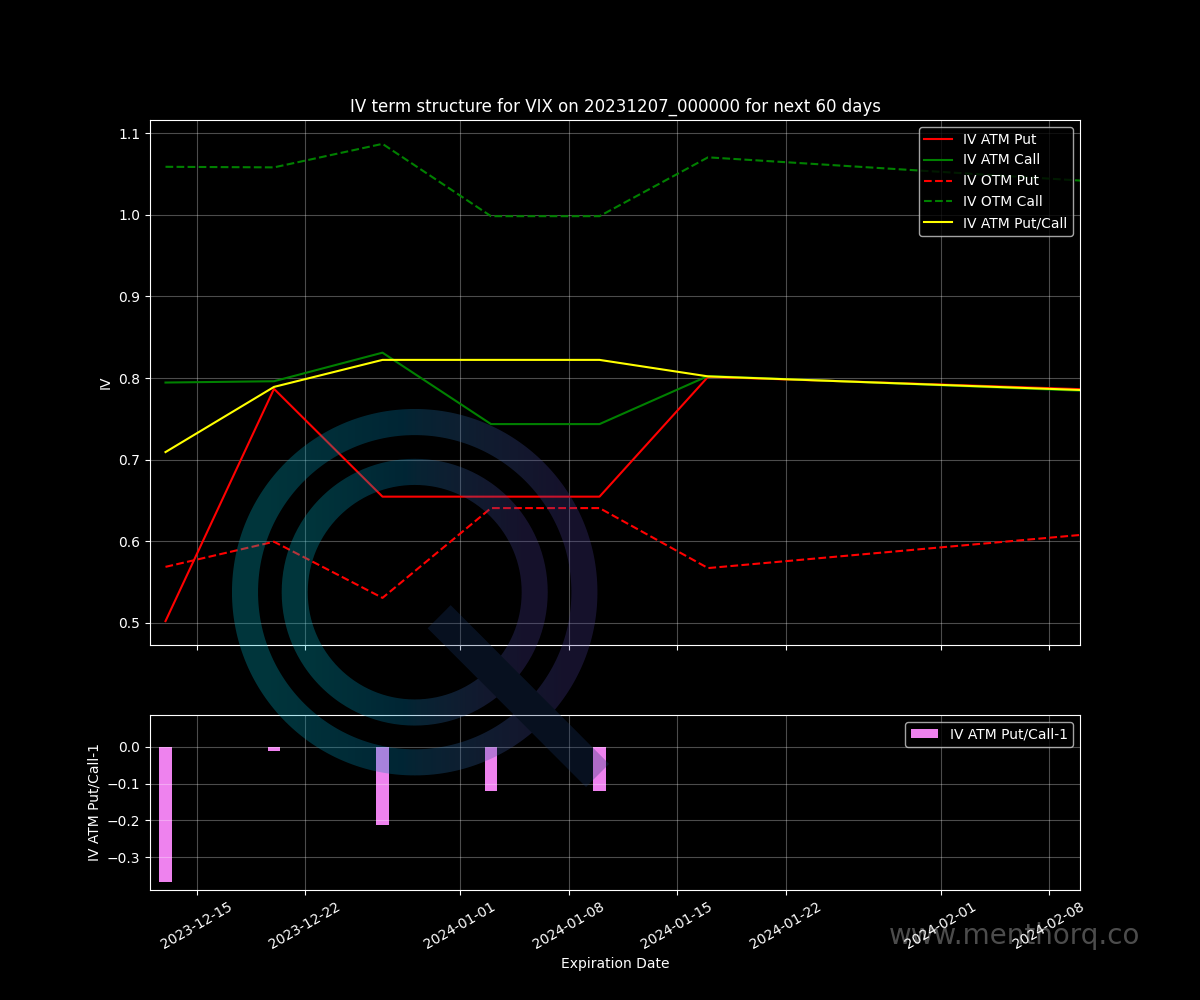 IV term structure for VIX on 20231207_000000 for next 60 days
IV
1.1
1.0
0.9
0.8
0.7
0.6
0.5
IV ATM Put
IV ATM Call
IV OTM Put
IV OTM Call
IV ATM Put/Call
IV ATM Put/Call-1
0.0
−0.1
−0.2
−0.3
IV ATM Put/Call-1
2023-12-15
2023-12-22
2024-01-01
2024-01-08
2024-01-15
2024-01-22
2024-02-01
2024-02-08
www.menthorq.co
Expiration Date